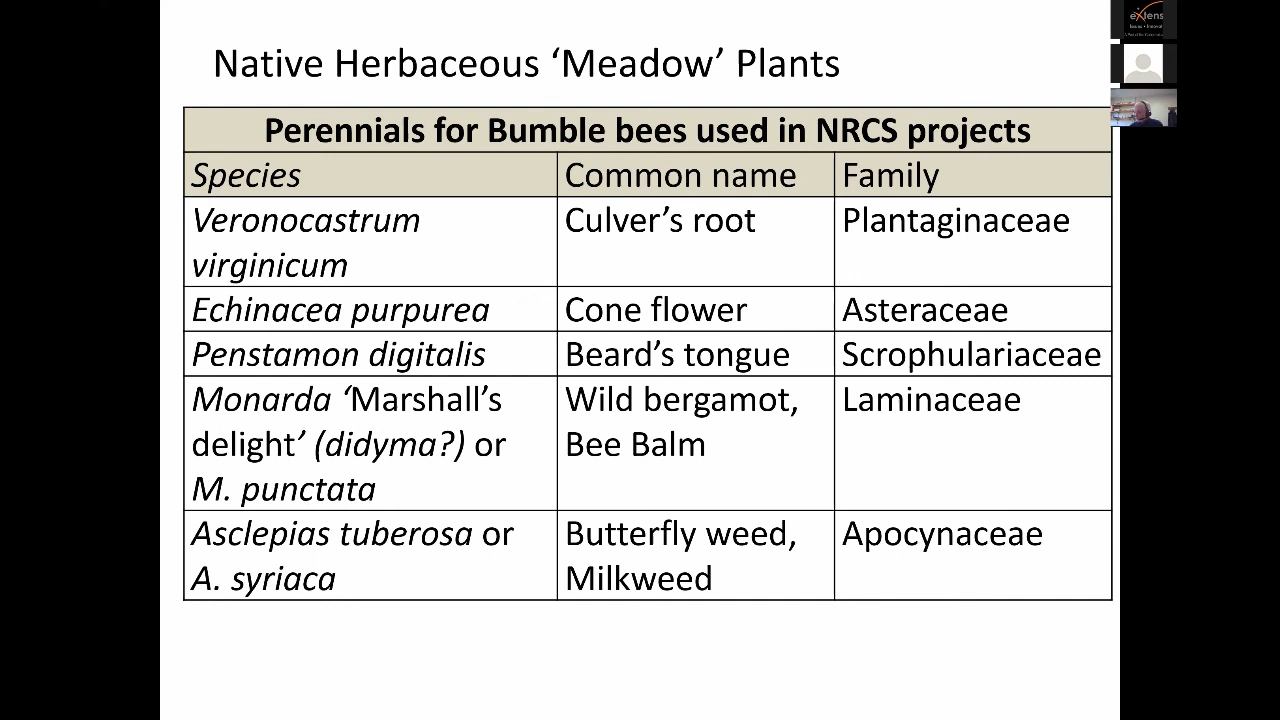 Native Herbaceous ‘Meadow’ Plants
Perennials for Bumble bees used in NRCS projects
Species Common name Family
Veronocastrum Culver’s root Plantaginaceae
virginicum
Echinacea purpurea Cone flower Asteraceae
Penstamon digitalis Beard’s tongue Scrophulariaceae
Monarda ‘Marshall’s Wild bergamot, Laminaceae
delight’ (didyma?) or Bee Balm
M. punctata
Asclepias tuberosa or Butterfly weed, Apocynaceae
A. syriaca Milkweed
eXtens